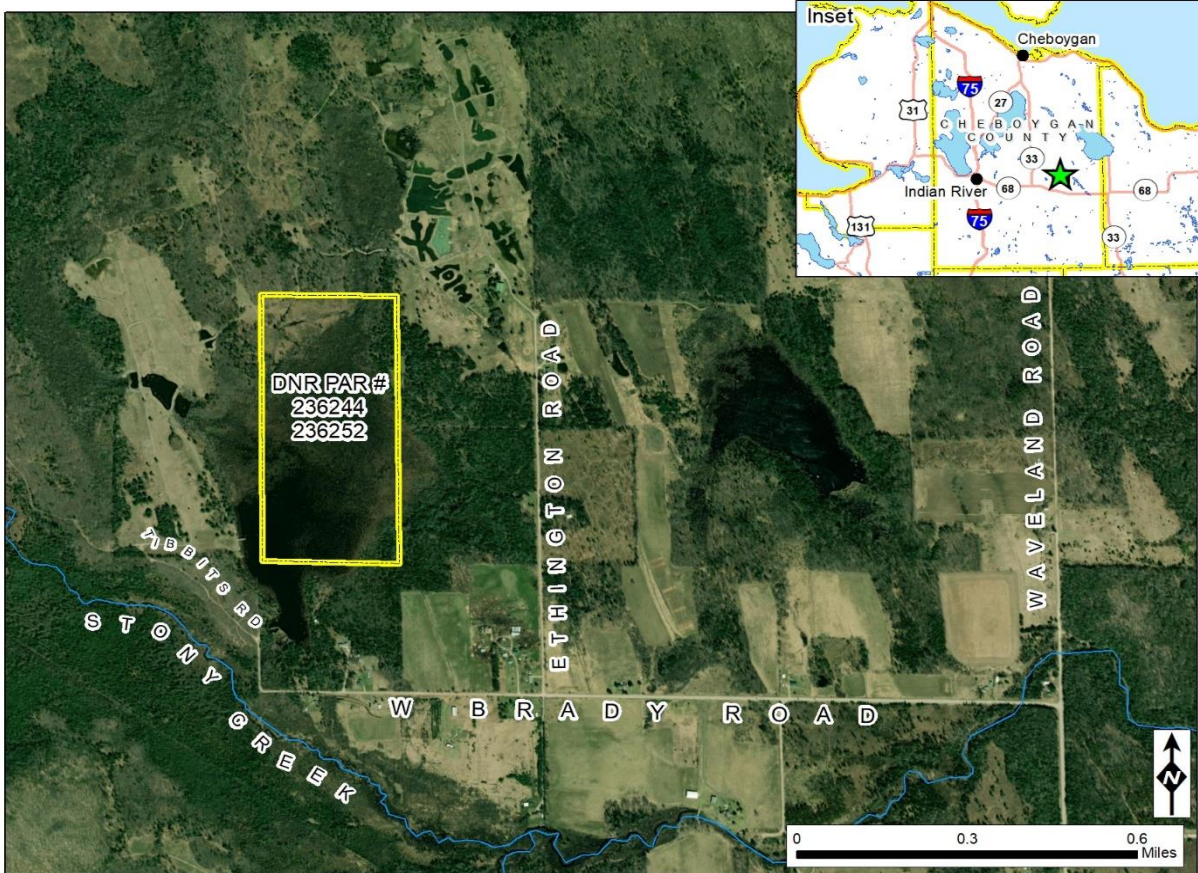 Inset
Cheboygan
75
31
27
CHEBOYGAN
COUNTY
33
Indian River
68
68
131
75
33
DNR PAR #
236244
236252
ETHINGTON ROAD
WAVELAND ROAD
TIBBITS RD
STONY CREEK
W BRADY ROAD
N
0 0.3 0.6
Miles